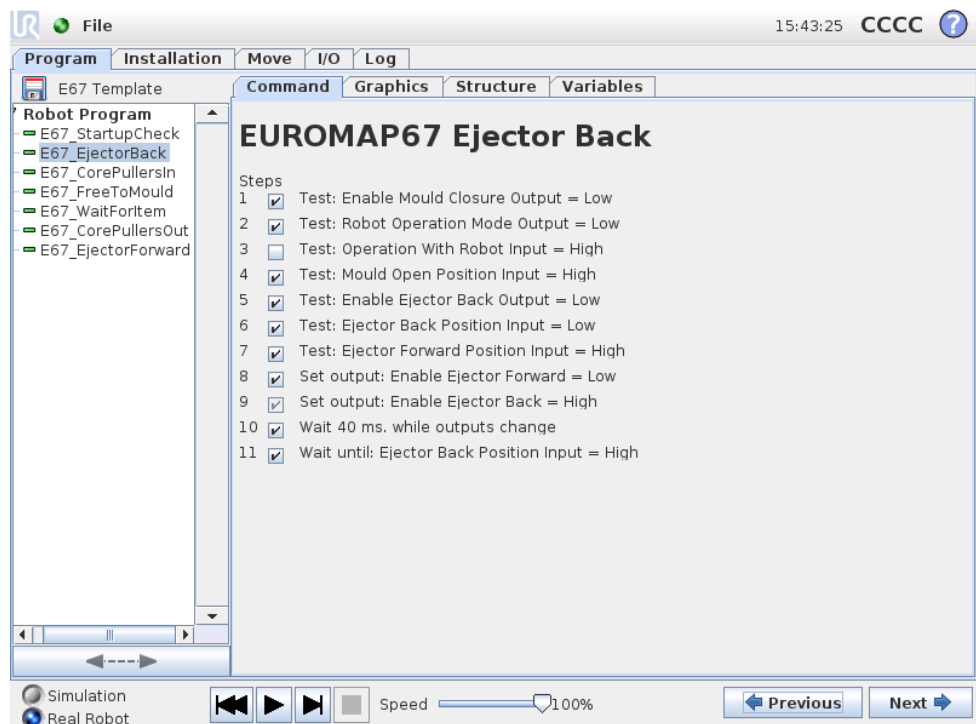 UR File 15:43:25 CCCC ?
Program Installation Move I/O Log
E67 Template
Command Graphics Structure Variables
Robot Program
E67_StartupCheck
E67_EjectorBack
E67_CorePullersIn
E67_FreeToMould
E67_WaitForItem
E67_CorePullersOut
E67_EjectorForward
EUROMAP67 Ejector Back
Steps
1 Test: Enable Mould Closure Output = Low
2 Test: Robot Operation Mode Output = Low
3 Test: Operation With Robot Input = High
4 Test: Mould Open Position Input = High
5 Test: Enable Ejector Back Output = Low
6 Test: Ejector Back Position Input = Low
7 Test: Ejector Forward Position Input = High
8 Set output: Enable Ejector Forward = Low
9 Set output: Enable Ejector Back = High
10 Wait 40 ms. while outputs change
11 Wait until: Ejector Back Position Input = High
Simulation
Real Robot
Speed 100%
Previous Next